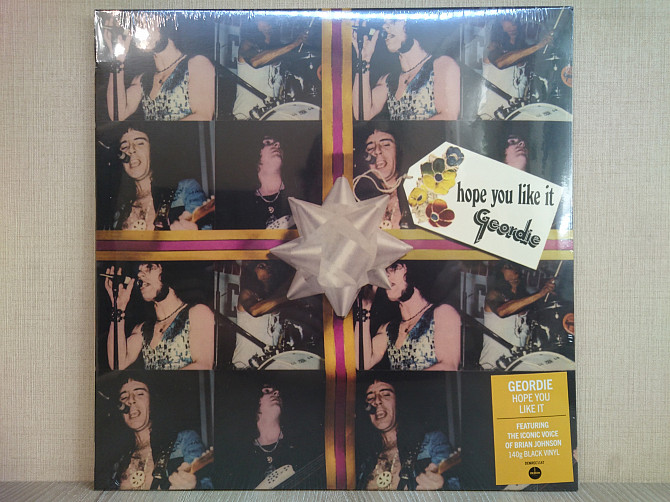 hope you like it
Geordie
GEORDIE
HOPE YOU
LIKE IT
FEATURING
THE ICONIC VOICE
OF BRIAN JOHNSON
140g BLACK VINYL